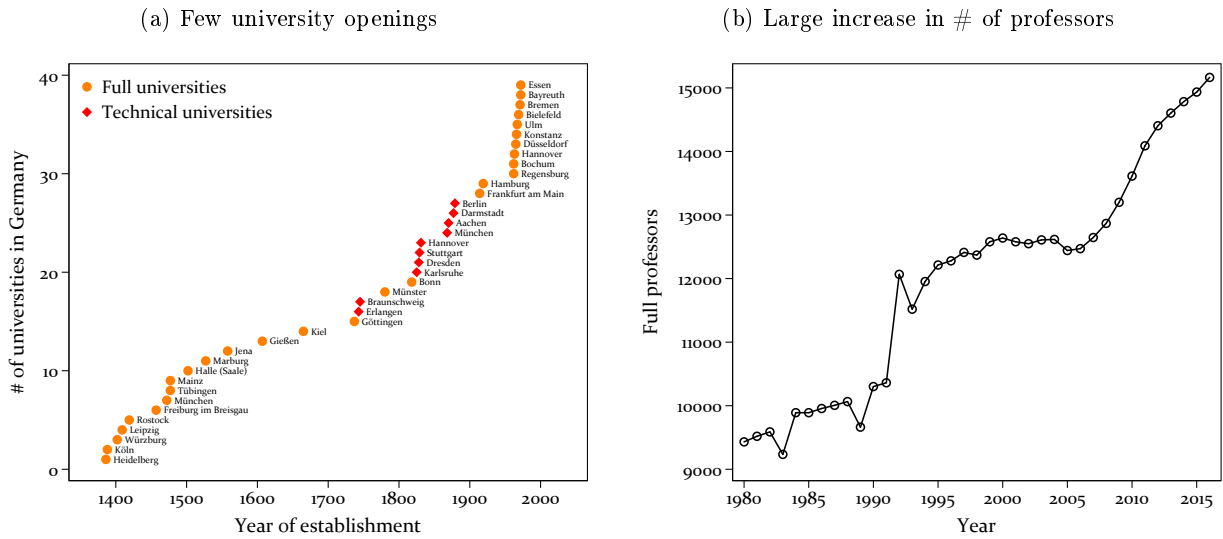 (a) Few university openings
# of universities in Germany
40
30
20
10
0
Full universities
Technical universities
Essen
Bayreuth
Bremen
Bielefeld
Ulm
Konstanz
Düsseldorf
Hannover
Bochum
Regensburg
Hamburg
Frankfurt am Main
Berlin
Darmstadt
Aachen
München
Hannover
Stuttgart
Dresden
Karlsruhe
Bonn
Münster
Braunschweig
Erlangen
Göttingen
Kiel
Gießen
Jena
Marburg
Halle (Saale)
Mainz
Tübingen
München
Freiburg im Breisgau
Rostock
Leipzig
Würzburg
Köln
Heidelberg
1400 1500 1600 1700 1800 1900 2000
Year of establishment
(b) Large increase in # of professors
Full professors
15000
14000
13000
12000
11000
10000
9000
1980 1985 1990 1995 2000 2005 2010 2015
Year